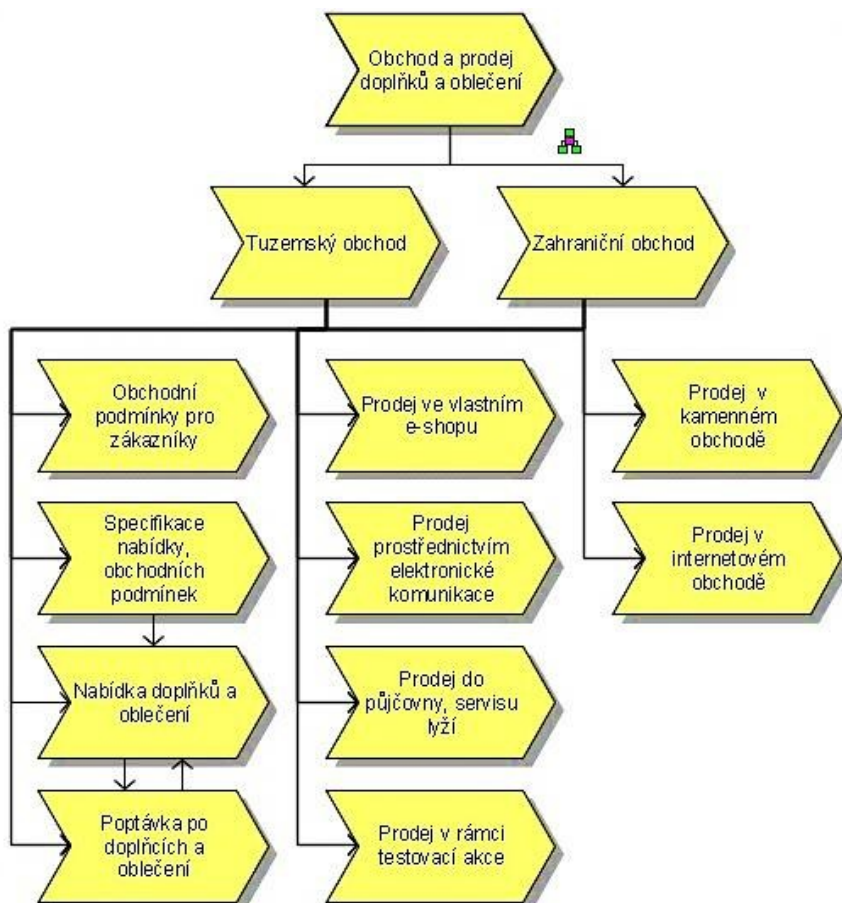 Obchod a prodej
doplňků a oblečení
Tuzemský obchod
Zahraniční obchod
Obchodní
podmínky pro
zákazníky
Prodej ve vlastním
e-shopu
Prodej v
kamenném
obchodě
Specifikace
nabídky,
obchodních
podmínek
Prodej
prostřednictvím
elektronické
komunikace
Prodej v
internetovém
obchodě
Nabídka doplňků a
oblečení
Prodej do
půjčovny, servisu
lyží
Poptávka po
doplňcích a
oblečení
Prodej v rámci
testovací akce